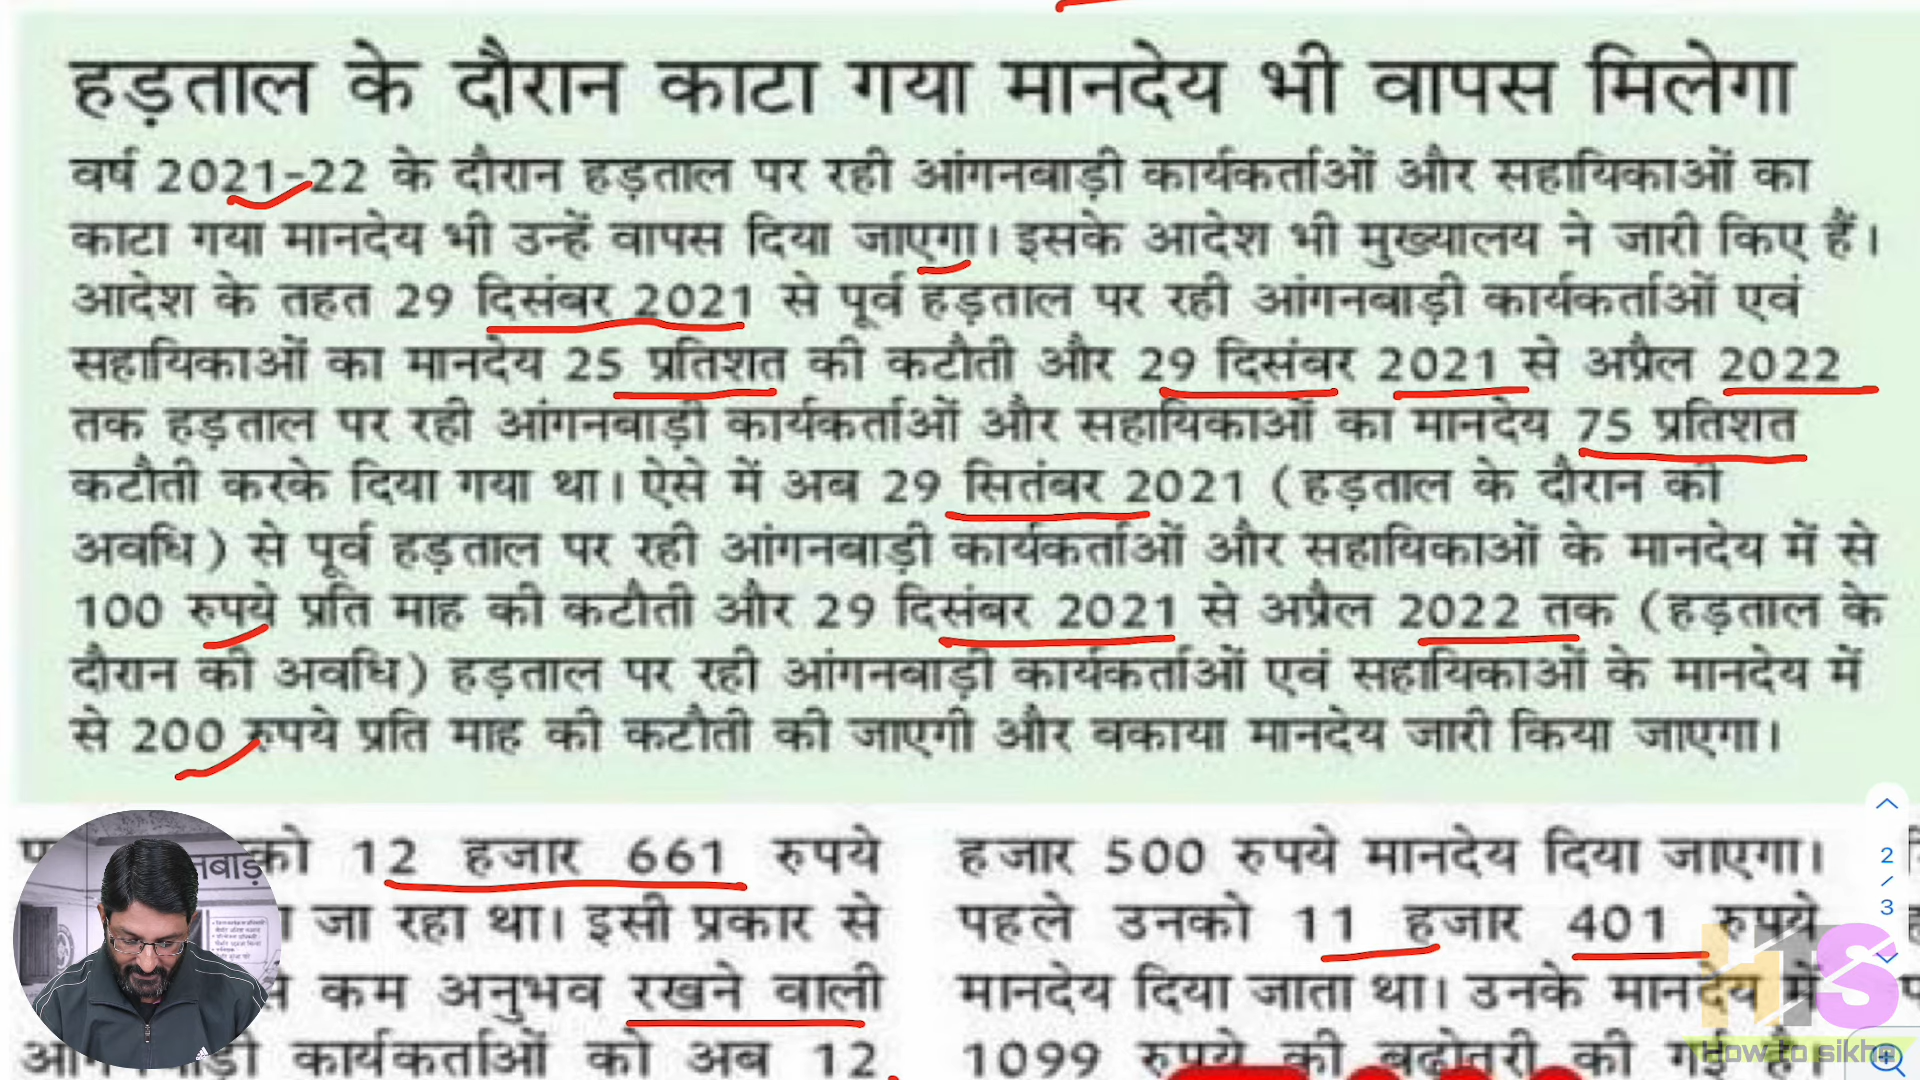 हड़ताल के दौरान काटा गया मानदेय भी वापस मिलेगा
वर्ष 2021-22 के दौरान हड़ताल पर रही आंगनबाड़ी कार्यकर्ताओं और सहायिकाओं का
काटा गया मानदेय भी उन्हें वापस दिया जाएगा। इसके आदेश भी मुख्यालय ने जारी किए हैं।
आदेश के तहत 29 दिसंबर 2021 से पूर्व हड़ताल पर रही आंगनबाड़ी कार्यकर्ताओं एवं
सहायिकाओं का मानदेय 25 प्रतिशत की कटौती और 29 दिसंबर 2021 से अप्रैल 2022
तक हड़ताल पर रही आंगनबाड़ी कार्यकर्ताओं और सहायिकाओं का मानदेय 75 प्रतिशत
कटौती करके दिया गया था। ऐसे में अब 29 सितंबर 2021 (हड़ताल के दौरान की
अवधि) से पूर्व हड़ताल पर रही आंगनबाड़ी कार्यकर्ताओं और सहायिकाओं के मानदेय में से
100 रुपये प्रति माह की कटौती और 29 दिसंबर 2021 से अप्रैल 2022 तक (हड़ताल के
दौरान की अवधि) हड़ताल पर रही आंगनबाड़ी कार्यकर्ताओं एवं सहायिकाओं के मानदेय में
से 200 रुपये प्रति माह की कटौती की जाएगी और बकाया मानदेय जारी किया जाएगा।
को 12 हजार 661 रुपये
जा रहा था। इसी प्रकार से
कम अनुभव रखने वाली
कार्यकर्ताओं को अब 12
हजार 500 रुपये मानदेय दिया जाएगा।
पहले उनको 11 हजार 401 रुपये
मानदेय दिया जाता था। उनके मानदेय में
1099 रुपये की बढ़ोतरी की गई है।
2
/
3
HTS
How to sikhe